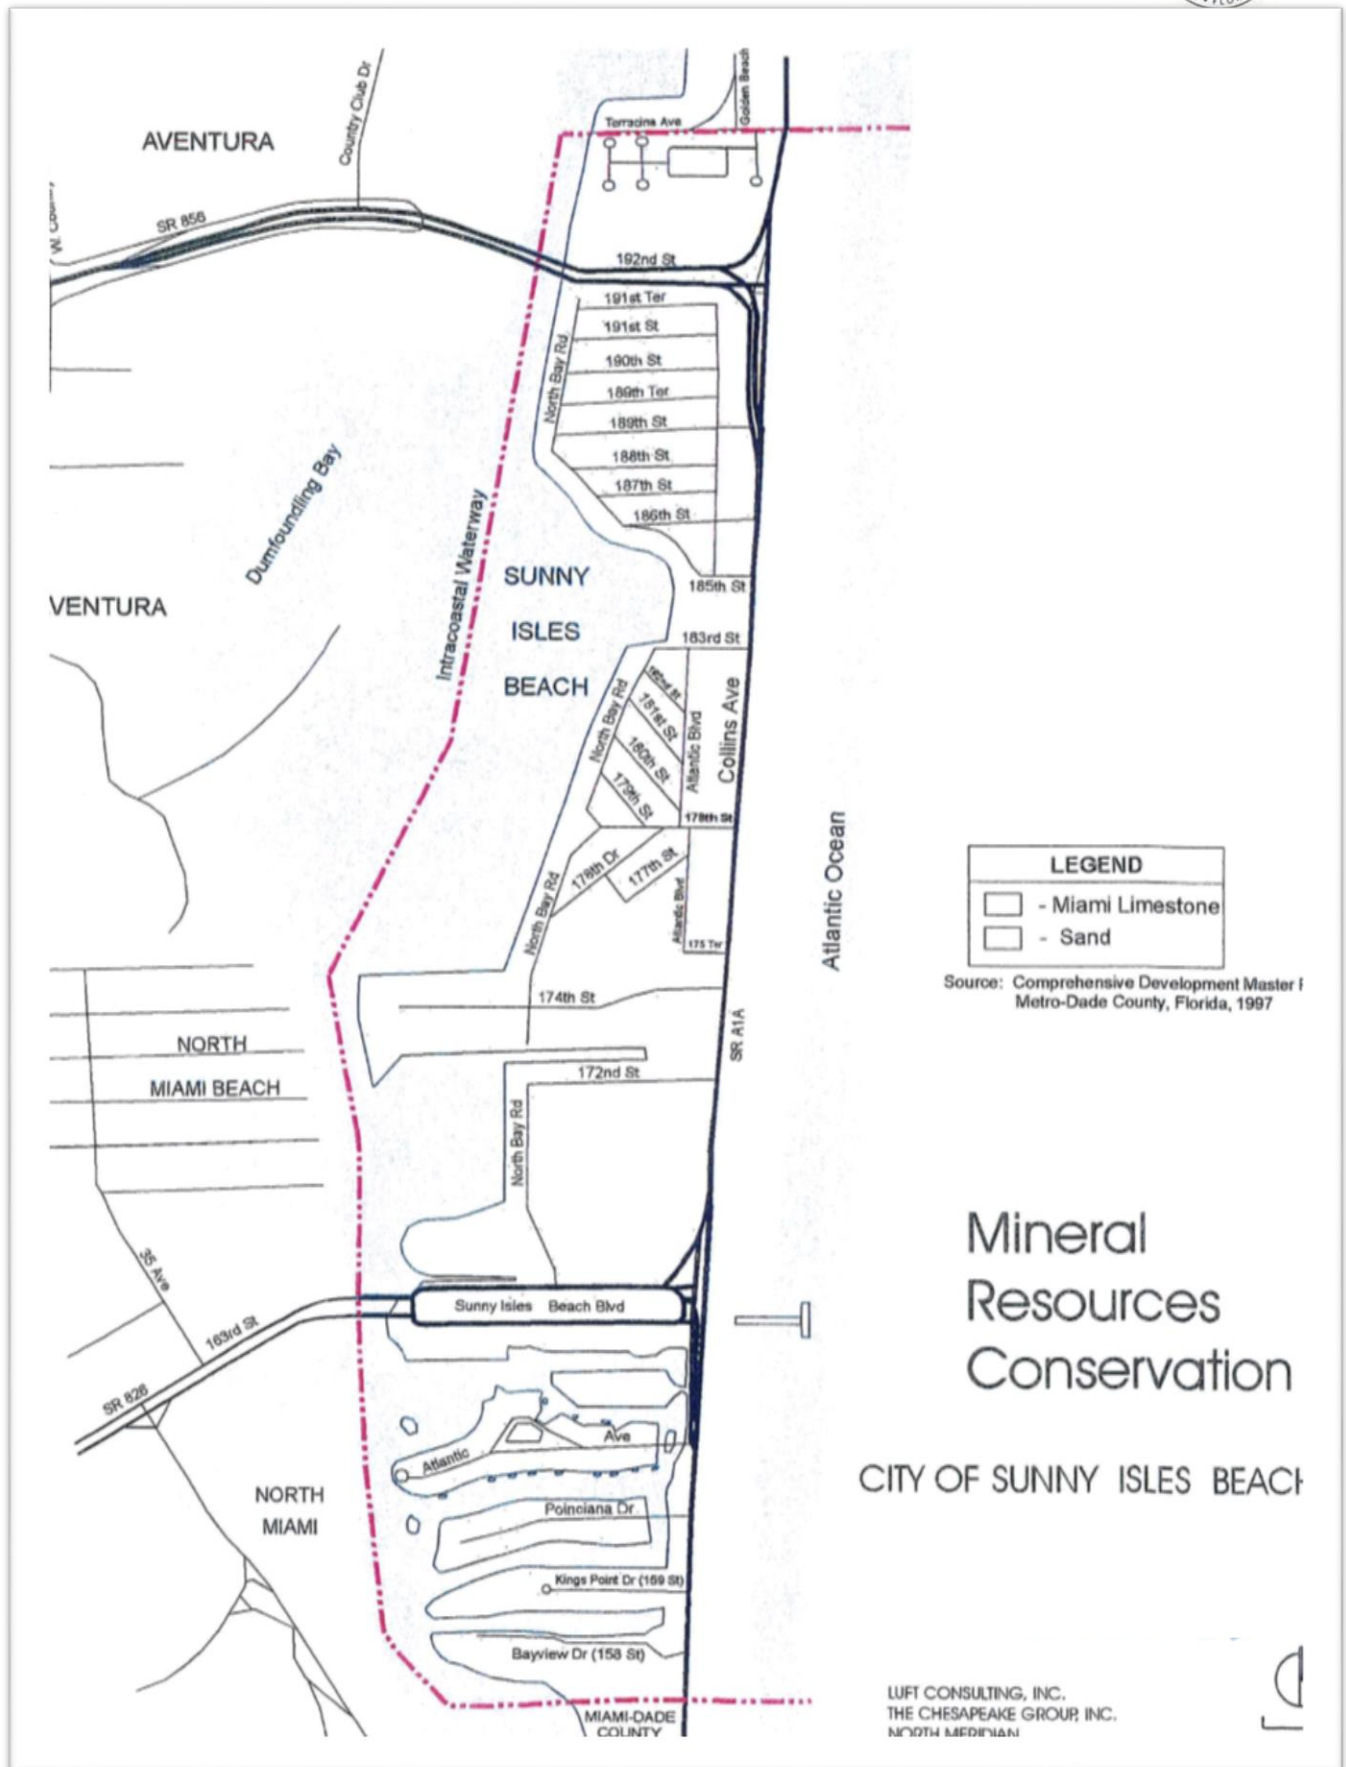 AVENTURA
Country Club Dr
Golden Beach
Terracina Ave
SR 856
192nd St
191st Ter
191st St
190th St
189th Ter
189th St
188th St
187th St
186th St
185th St
183rd St
North Bay Rd
Dumfoundling Bay
Intracoastal Waterway
SUNNY
ISLES
BEACH
VENTURA
182nd St
181st St
180th St
179th St
178th St
North Bay Rd
Atlantic Blvd
Collins Ave
178th Dr
177th St
North Bay Rd
Atlantic Blvd
175 Ter
Atlantic Ocean
LEGEND
- Miami Limestone
- Sand
Source: Comprehensive Development Master
Metro-Dade County, Florida, 1997
174th St
SR A1A
NORTH
MIAMI BEACH
172nd St
North Bay Rd
35 Ave
163rd St
SR 826
Sunny Isles Beach Blvd
Mineral
Resources
Conservation
CITY OF SUNNY ISLES BEACH
Atlantic Ave
NORTH
MIAMI
Poinciana Dr
Kings Point Dr (159 St)
Bayview Dr (158 St)
MIAMI-DADE
COUNTY
LUFT CONSULTING, INC.
THE CHESAPEAKE GROUP, INC.
NORTH MERIDIAN